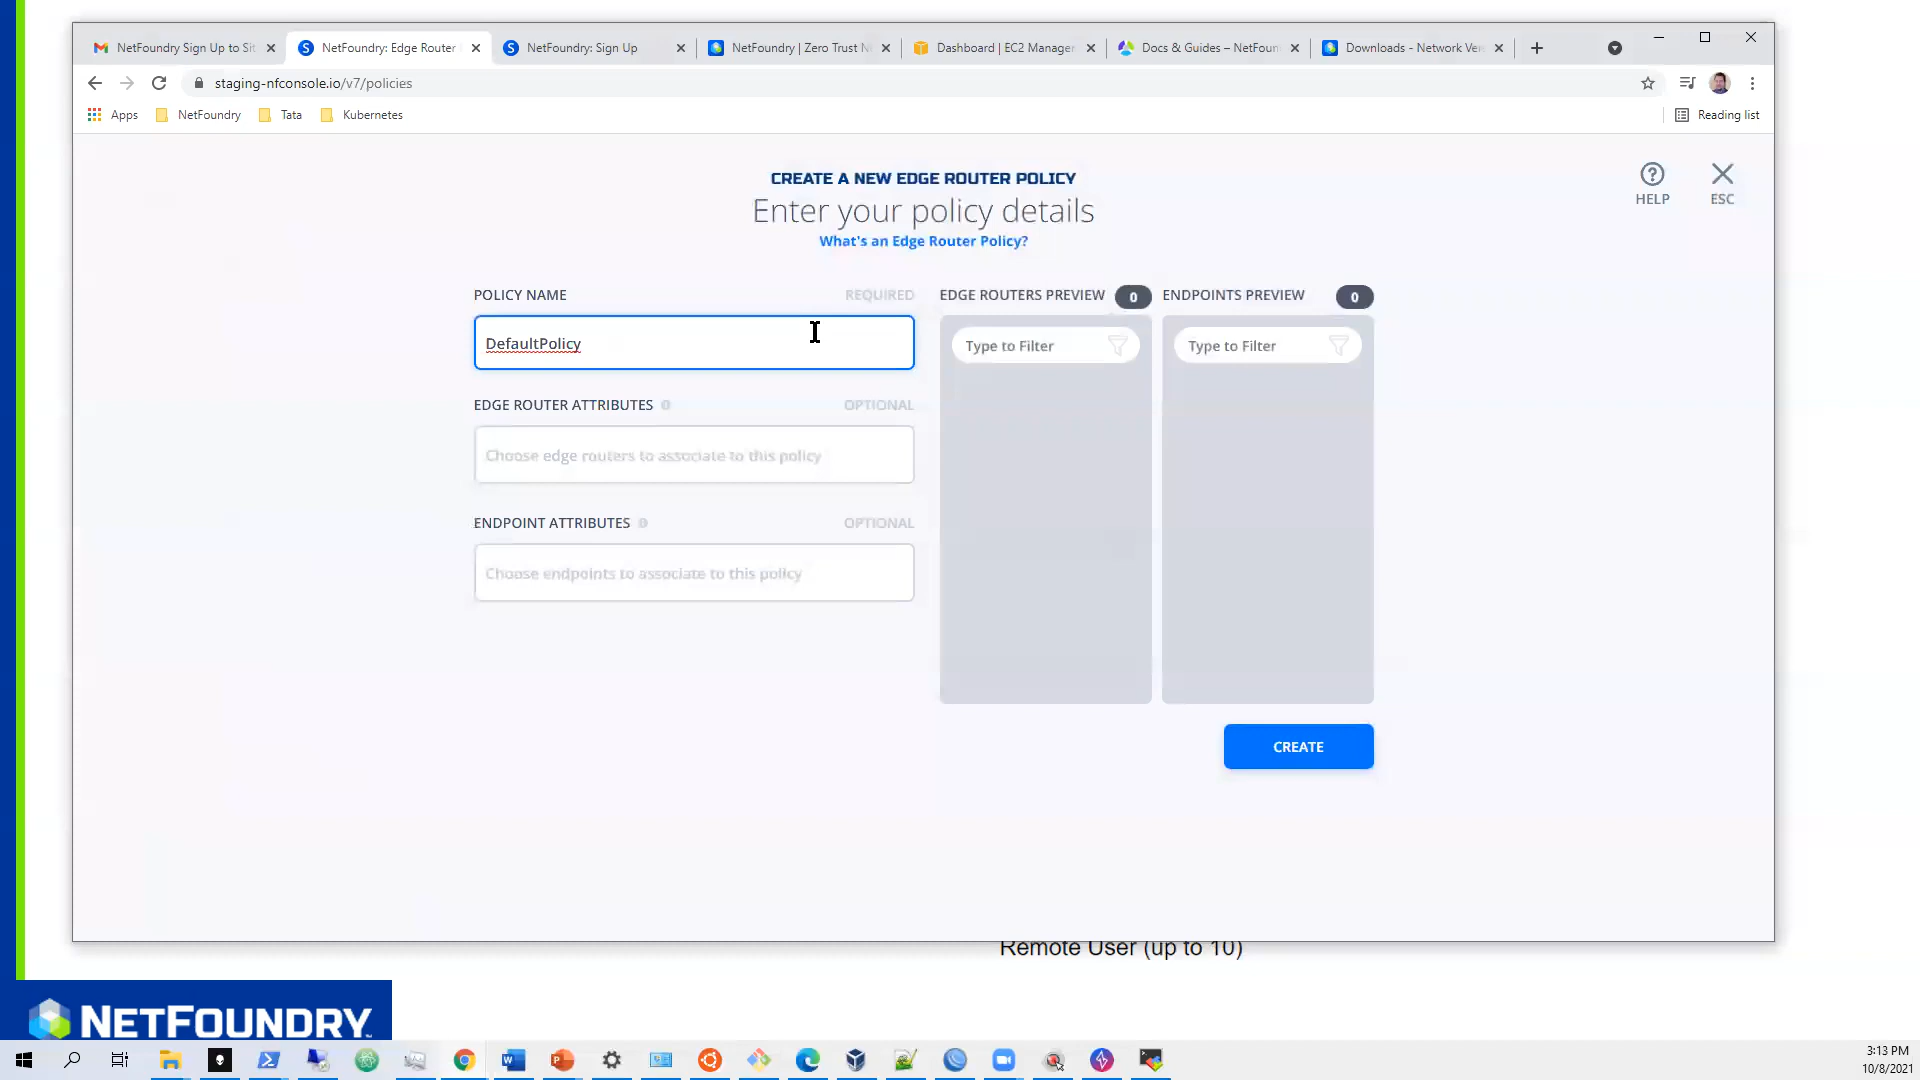 NetFoundry Sign Up to Sit
NetFoundry: Edge Router
NetFoundry: Sign Up
NetFoundry | Zero Trust N
Dashboard | EC2 Manager
Docs & Guides – NetFoun
Downloads - Network Ver
staging-nfconsole.io/v7/policies
Apps
NetFoundry
Tata
Kubernetes
Reading list
CREATE A NEW EDGE ROUTER POLICY
Enter your policy details
What's an Edge Router Policy?
HELP
ESC
POLICY NAME REQUIRED
DefaultPolicy
EDGE ROUTER ATTRIBUTES OPTIONAL
Choose edge routers to associate to this policy
ENDPOINT ATTRIBUTES OPTIONAL
Choose endpoints to associate to this policy
EDGE ROUTERS PREVIEW 0
Type to Filter
ENDPOINTS PREVIEW 0
Type to Filter
CREATE
Remote User (up to 10)
NETFOUNDRY
3:13 PM
10/8/2021